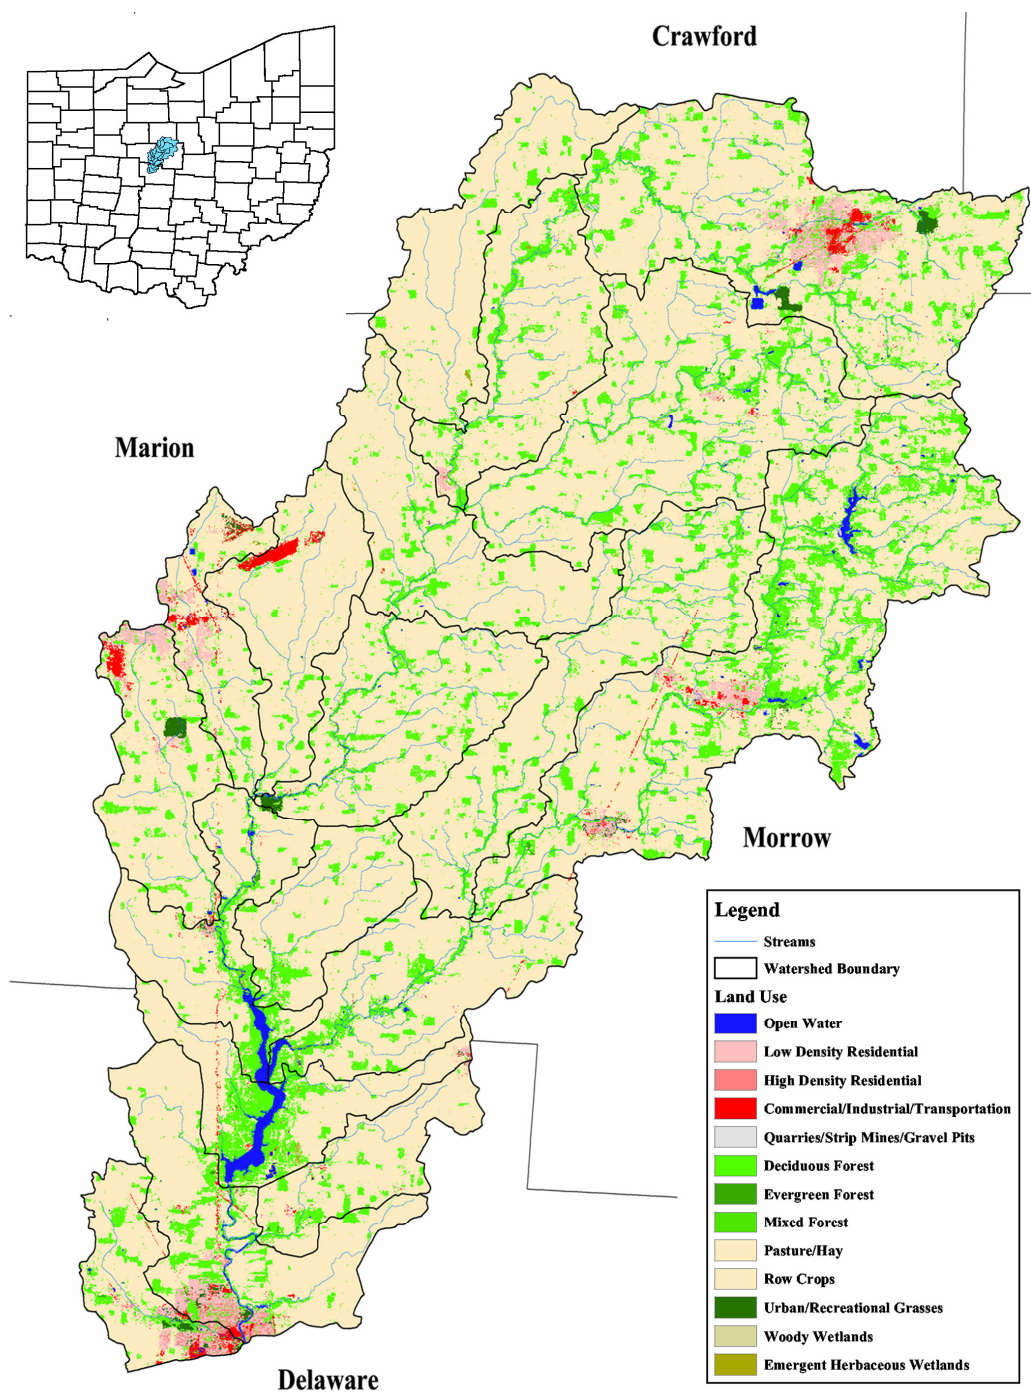 Crawford
Marion
Morrow
Legend
Streams
Watershed Boundary
Land Use
Open Water
Low Density Residential
High Density Residential
Commercial/Industrial/Transportation
Quarries/Strip Mines/Gravel Pits
Deciduous Forest
Evergreen Forest
Mixed Forest
Pasture/Hay
Row Crops
Urban/Recreational Grasses
Woody Wetlands
Emergent Herbaceous Wetlands
Delaware